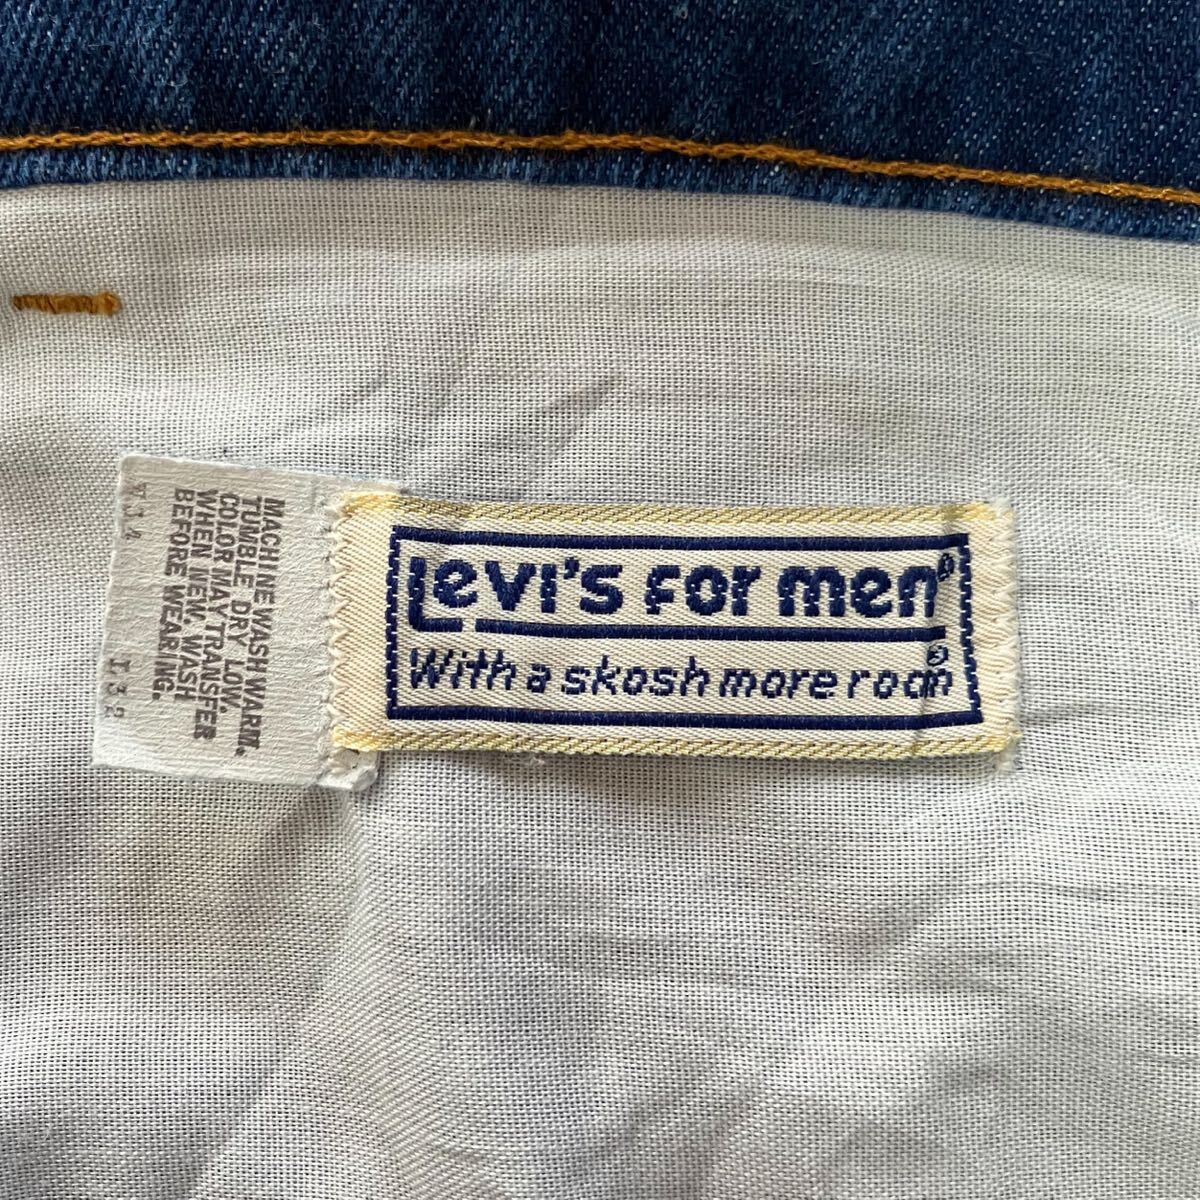 Levi's for men®
With a skosh more room®
MACHINE WASH WARM.
TUMBLE DRY LOW.
COLOR MAY TRANSFER
WHEN NEW. WASH
BEFORE WEARING.
L32